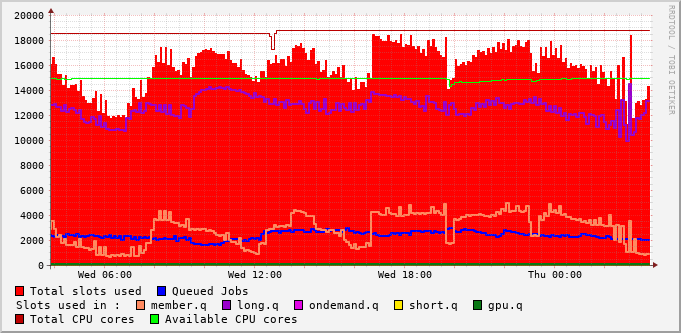 20000
18000
16000
14000
12000
10000
8000
6000
4000
2000
0
Wed 06:00 Wed 12:00 Wed 18:00 Thu 00:00
Total slots used Queued Jobs
Slots used in : member.q long.q ondemand.q short.q gpu.q
Total CPU cores Available CPU cores
RRDTOOL / TOBI OETIKER